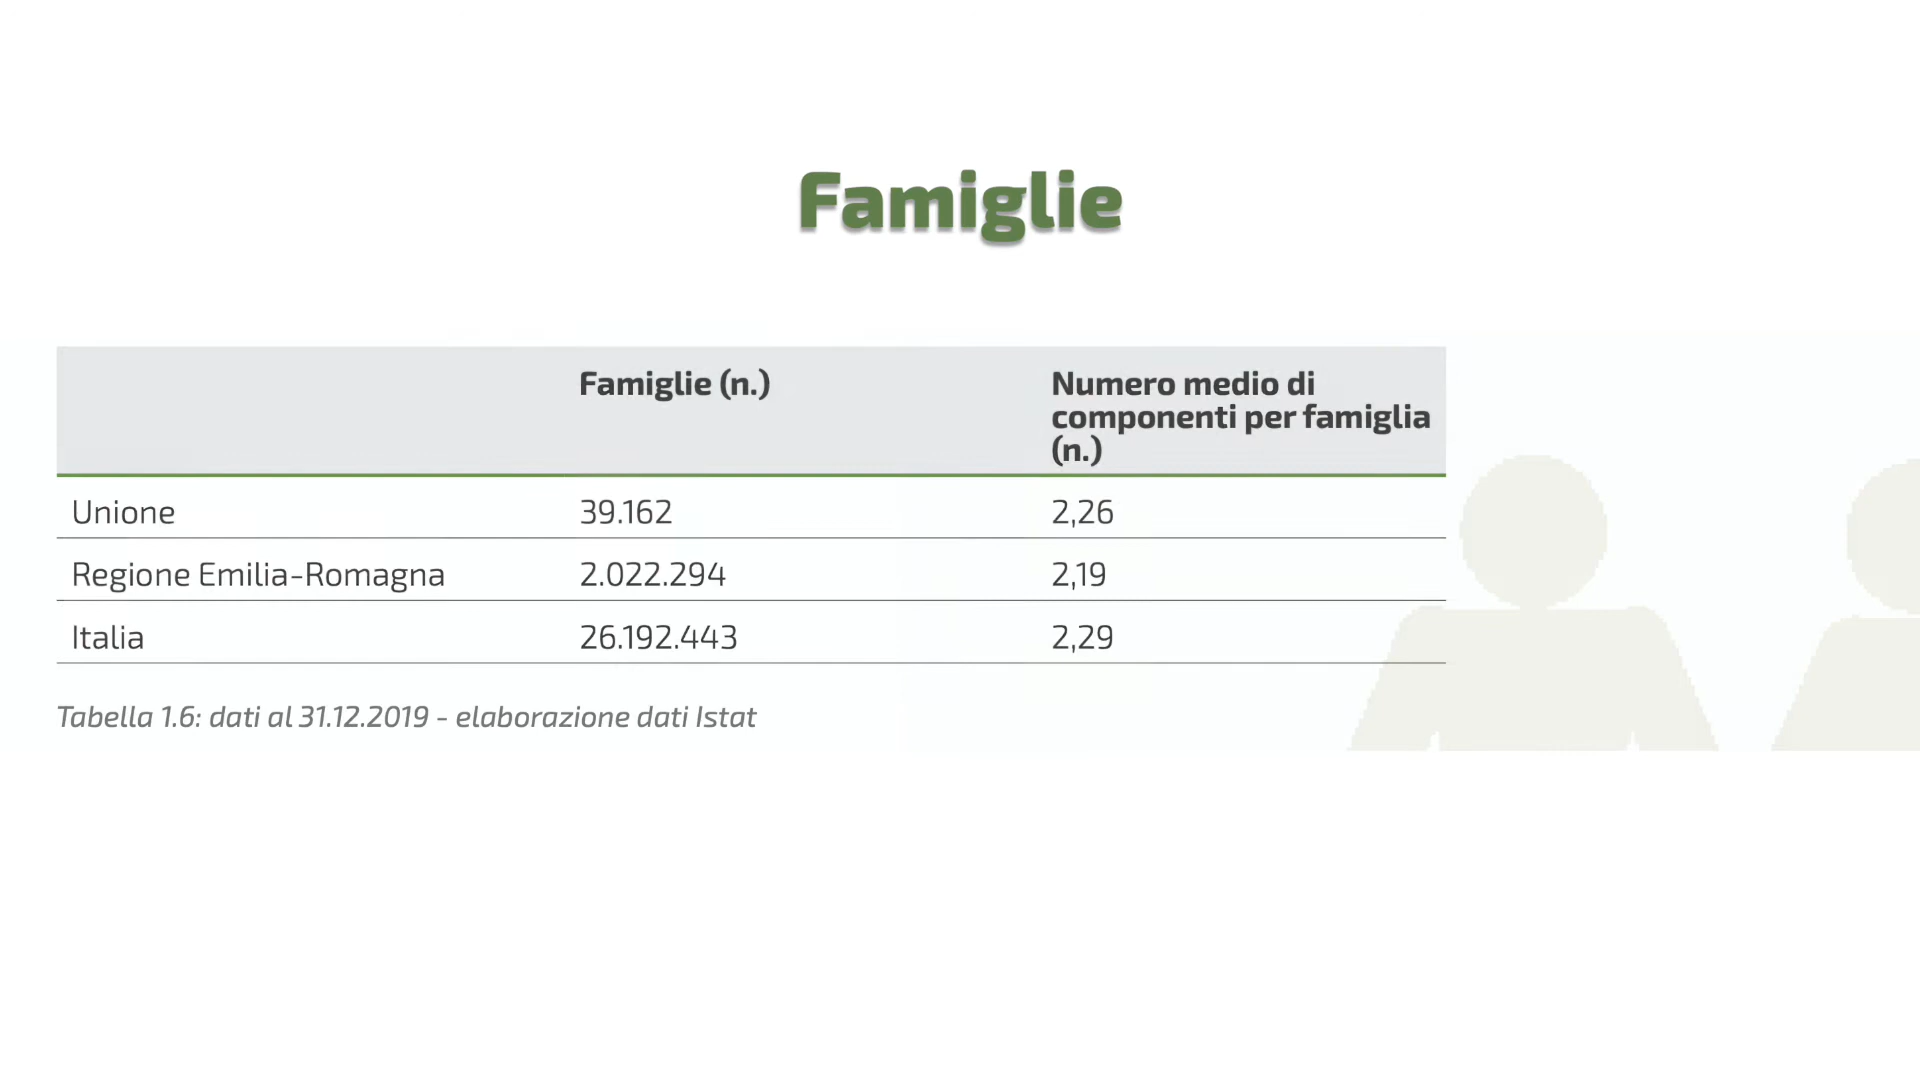 Famiglie
Famiglie (n.)
Numero medio di
componenti per famiglia
(n.)
Unione 39.162 2,26
Regione Emilia-Romagna 2.022.294 2,19
Italia 26.192.443 2,29
Tabella 1.6: dati al 31.12.2019 - elaborazione dati Istat